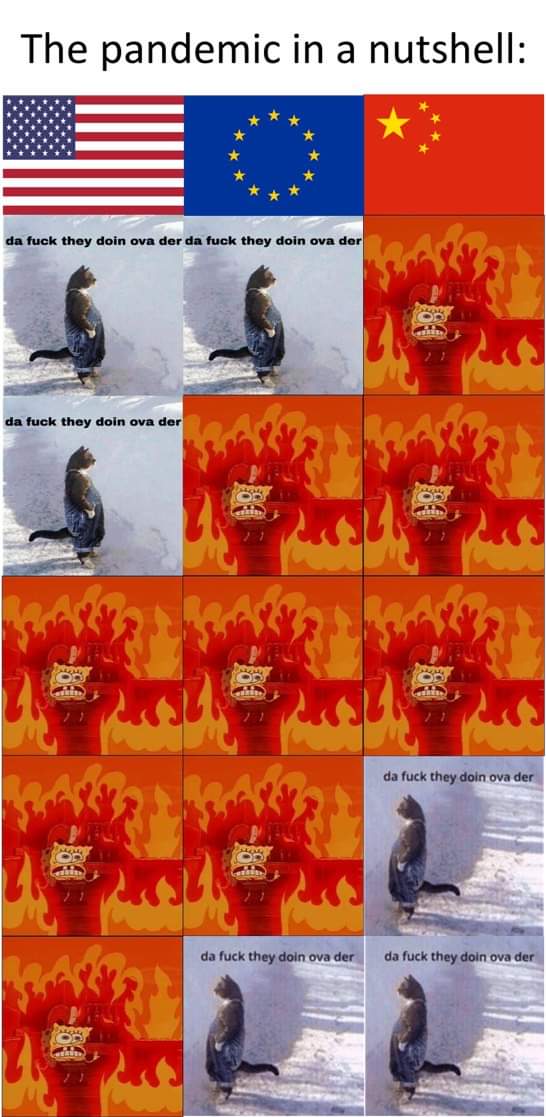 The pandemic in a nutshell:
da fuck they doin ova der da fuck they doin ova der
da fuck they doin ova der
da fuck they doin ova der
da fuck they doin ova der da fuck they doin ova der